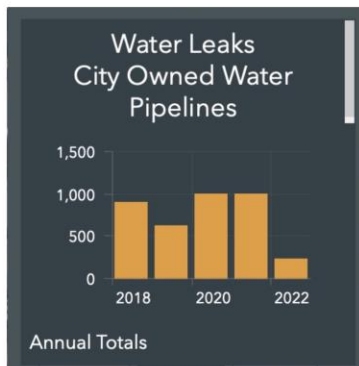 Water Leaks
City Owned Water
Pipelines
1,500
1,000
500
0
2018 2020 2022
Annual Totals